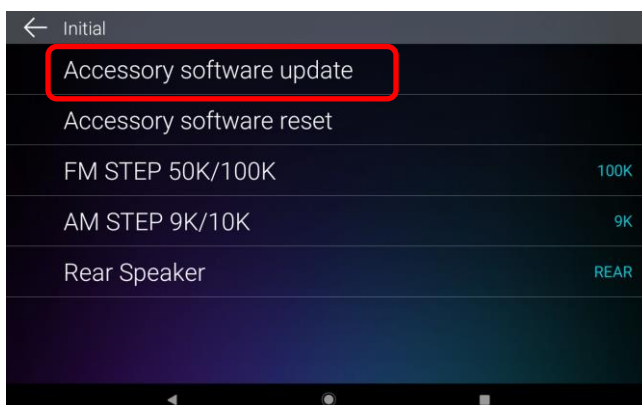 Initial
Accessory software update
Accessory software reset
FM STEP 50K/100K 100K
AM STEP 9K/10K 9K
Rear Speaker REAR